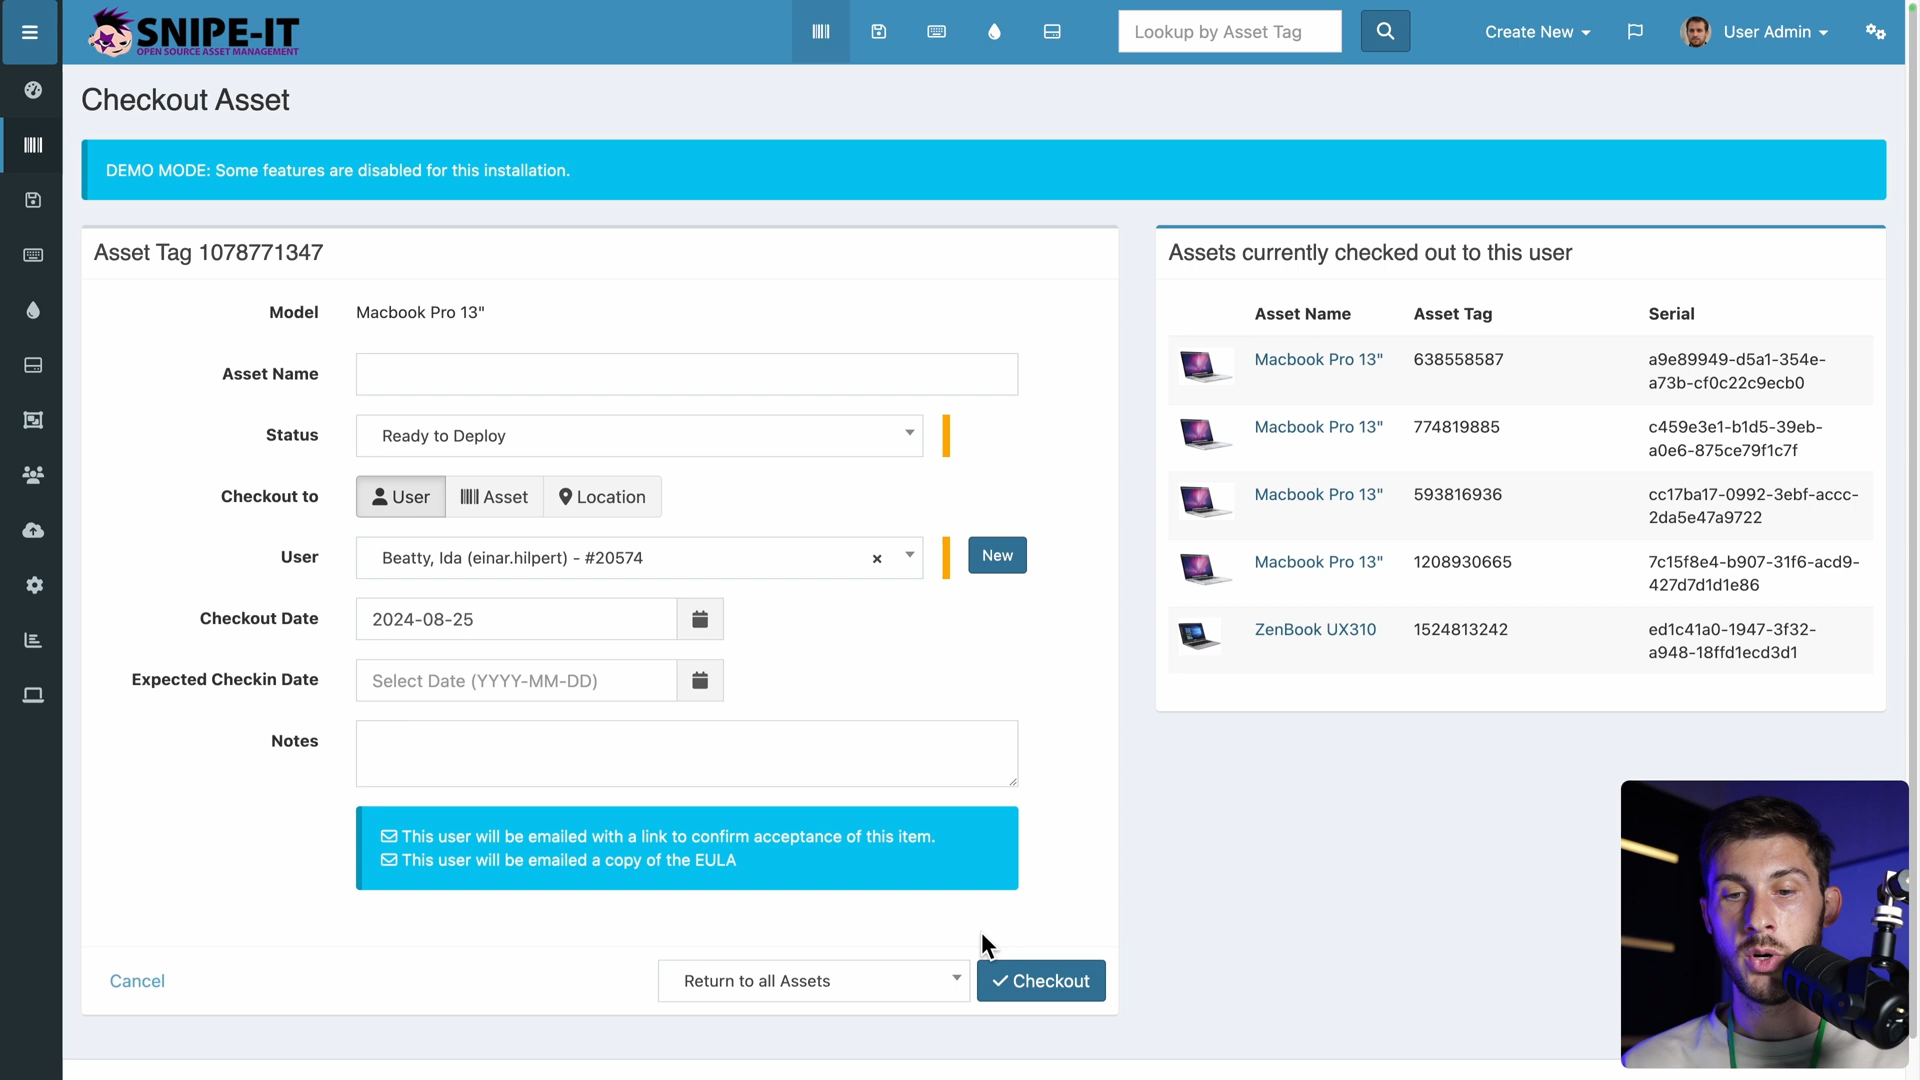 SNIPE-IT
OPEN SOURCE ASSET MANAGEMENT
Lookup by Asset Tag
Create New
User Admin
Checkout Asset
DEMO MODE: Some features are disabled for this installation.
Asset Tag 1078771347
Model
Macbook Pro 13"
Asset Name
Status
Ready to Deploy
Checkout to
User
Asset
Location
User
Beatty, Ida (einar.hilpert) - #20574
×
New
Checkout Date
2024-08-25
Expected Checkin Date
Select Date (YYYY-MM-DD)
Notes
This user will be emailed with a link to confirm acceptance of this item.
This user will be emailed a copy of the EULA
Cancel
Return to all Assets
Checkout
Assets currently checked out to this user
Asset Name Asset Tag Serial
Macbook Pro 13" 638558587 a9e89949-d5a1-354e-
a73b-cf0c22c9ecb0
Macbook Pro 13" 774819885 c459e3e1-b1d5-39eb-
a0e6-875ce79f1c7f
Macbook Pro 13" 593816936 cc17ba17-0992-3ebf-accc-
2da5e47a9722
Macbook Pro 13" 1208930665 7c15f8e4-b907-31f6-acd9-
427d7d1d1e86
ZenBook UX310 1524813242 ed1c41a0-1947-3f32-
a948-18ffd1ecd3d1